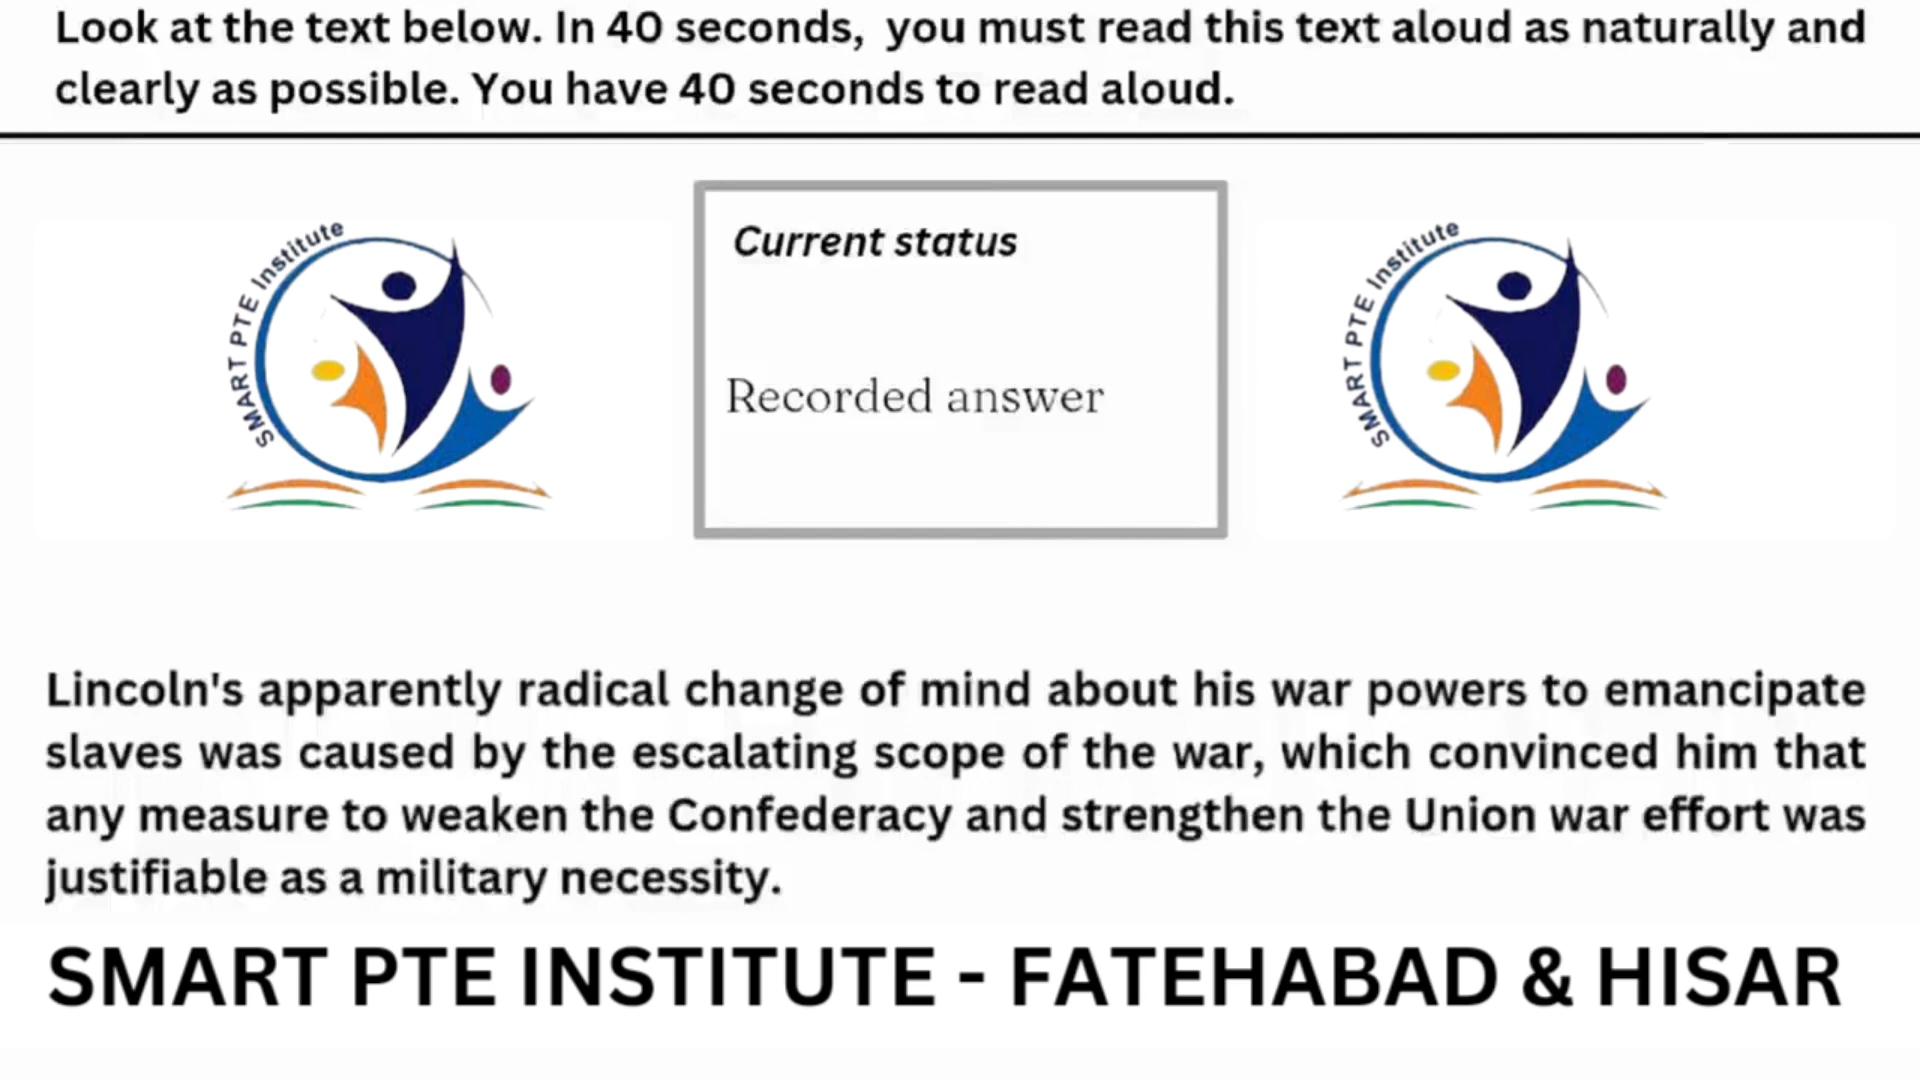 Look at the text below. In 40 seconds, you must read this text aloud as naturally and
clearly as possible. You have 40 seconds to read aloud.
SMART PTE Institute
Current status
Recorded answer
SMART PTE Institute
Lincoln's apparently radical change of mind about his war powers to emancipate
slaves was caused by the escalating scope of the war, which convinced him that
any measure to weaken the Confederacy and strengthen the Union war effort was
justifiable as a military necessity.
SMART PTE INSTITUTE - FATEHABAD & HISAR